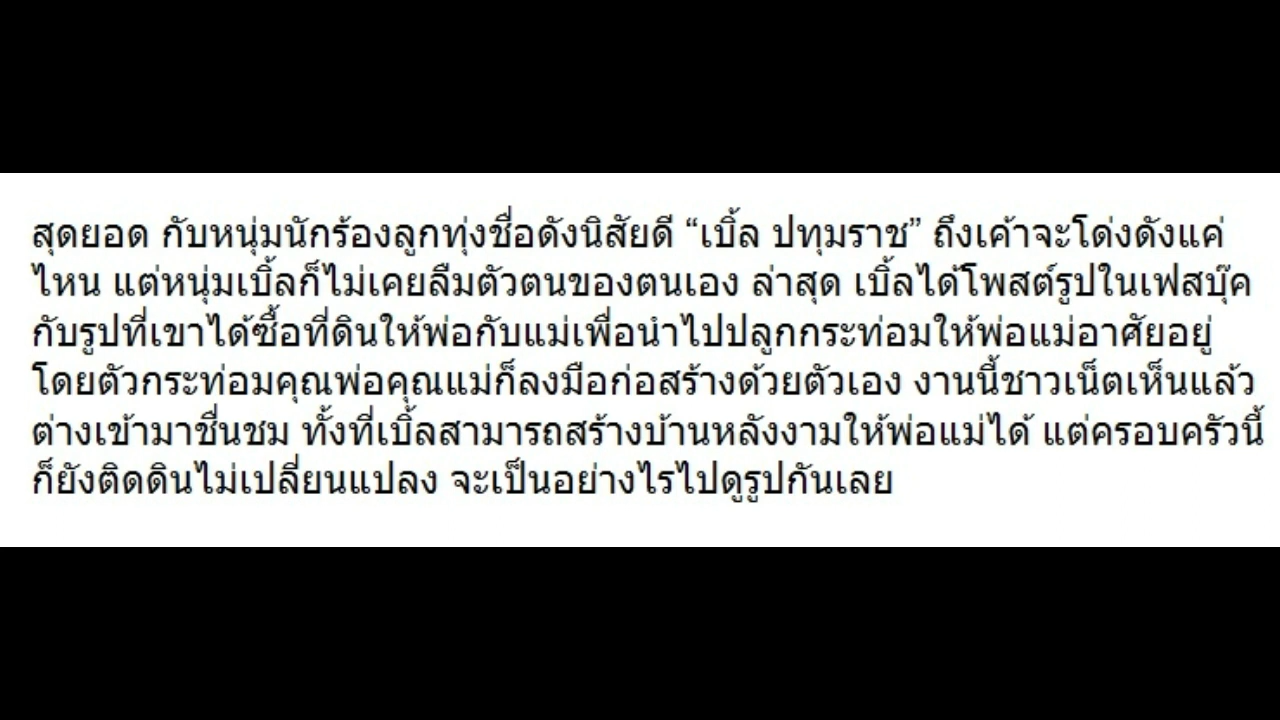 สุดยอด กับหนุ่มนักร้องลูกทุ่งชื่อดังนิสัยดี “เบิ้ล ปทุมราช” ถึงเค้าจะโด่งดังแค่
ไหน แต่หนุ่มเบิ้ลก็ไม่เคยลืมตัวตนของตนเอง ล่าสุด เบิ้ลได้โพสต์รูปในเฟสบุ๊ค
กับรูปที่เขาได้ซื้อที่ดินให้พ่อกับแม่เพื่อนำไปปลูกกระท่อมให้พ่อแม่อาศัยอยู่
โดยตัวกระท่อมคุณพ่อคุณแม่ก็ลงมือก่อสร้างด้วยตัวเอง งานนี้ชาวเน็ตเห็นแล้ว
ต่างเข้ามาชื่นชม ทั้งที่เบิ้ลสามารถสร้างบ้านหลังงามให้พ่อแม่ได้ แต่ครอบครัวนี้
ก็ยังติดดินไม่เปลี่ยนแปลง จะเป็นอย่างไรไปดูรูปกันเลย